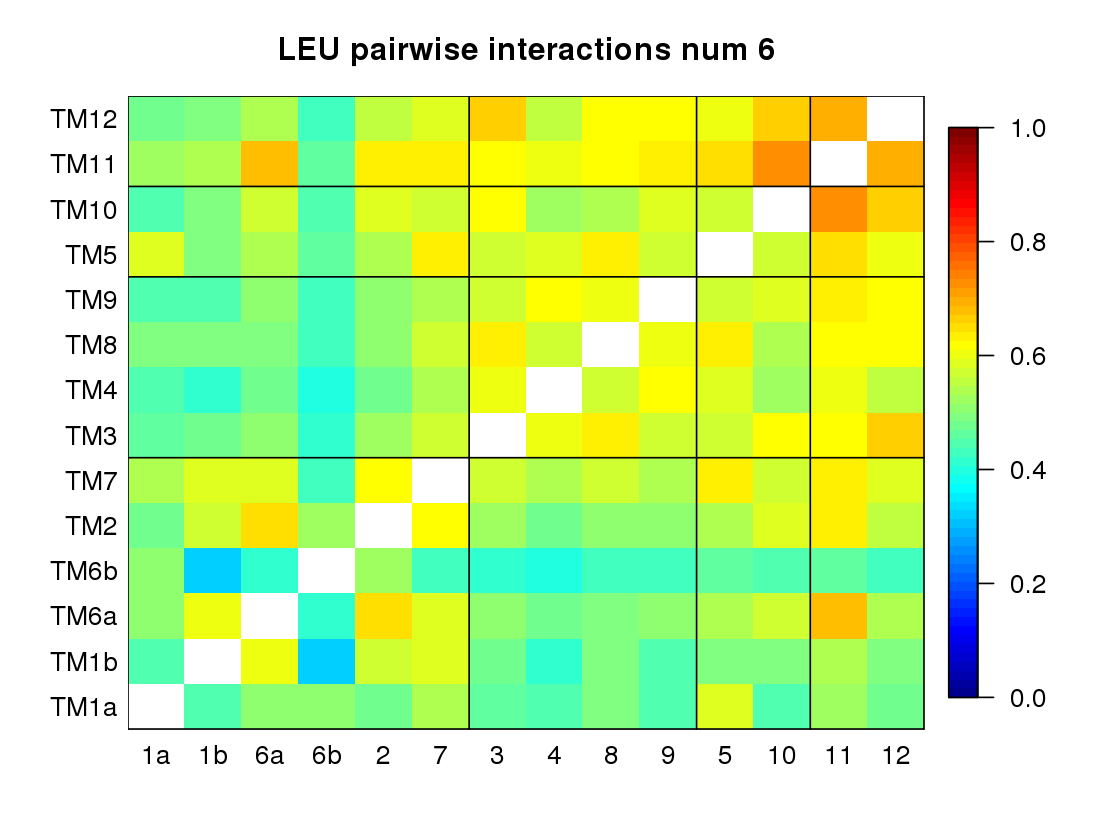 LEU pairwise interactions num 6
TM12
TM11
TM10
TM5
TM9
TM8
TM4
TM3
TM7
TM2
TM6b
TM6a
TM1b
TM1a
1a 1b 6a 6b 2 7 3 4 8 9 5 10 11 12
1.0
0.8
0.6
0.4
0.2
0.0